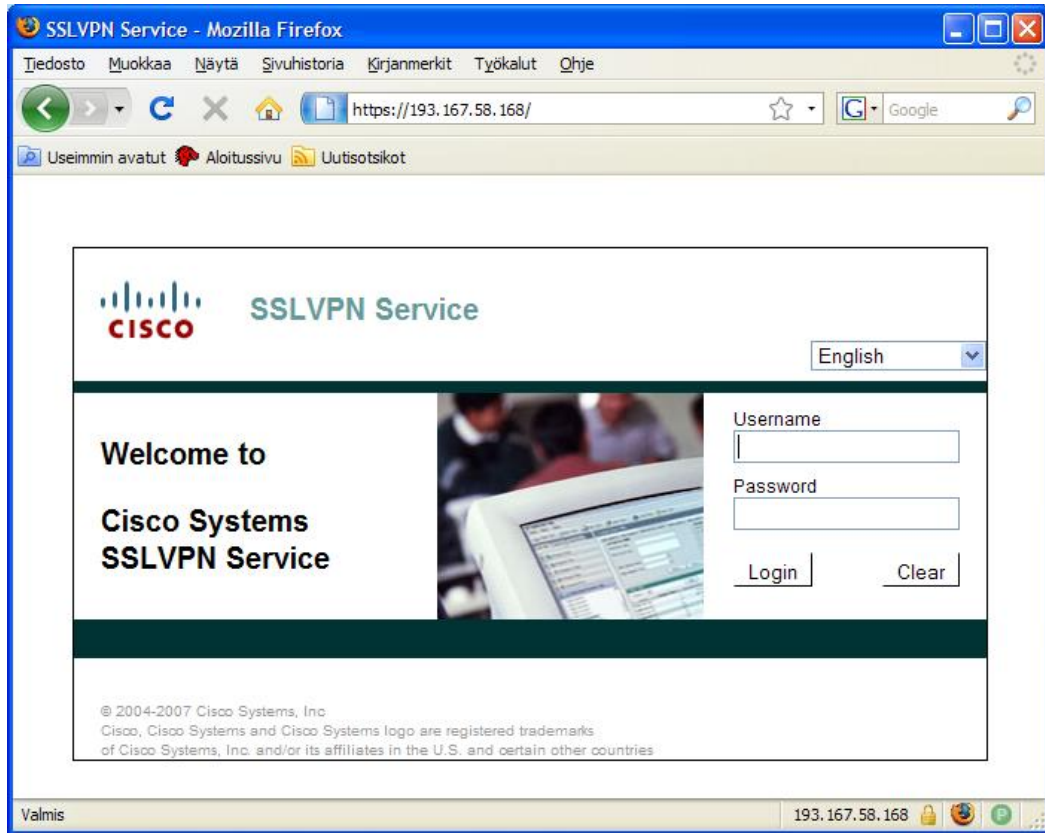 SSLVPN Service - Mozilla Firefox
Tiedosto Muokkaa Näytä Sivuhistoria Kirjanmerkit Työkalut Ohje
https://193.167.58.168/ G Google
Useimmin avatut Aloitussivu Uutisotsikot
CISCO
SSLVPN Service
English
Welcome to
Cisco Systems
SSLVPN Service
Username
Password
Login Clear
© 2004-2007 Cisco Systems, Inc
Cisco, Cisco Systems and Cisco Systems logo are registered trademarks
of Cisco Systems, Inc. and/or its affiliates in the U.S. and certain other countries
Valmis 193.167.58.168 P